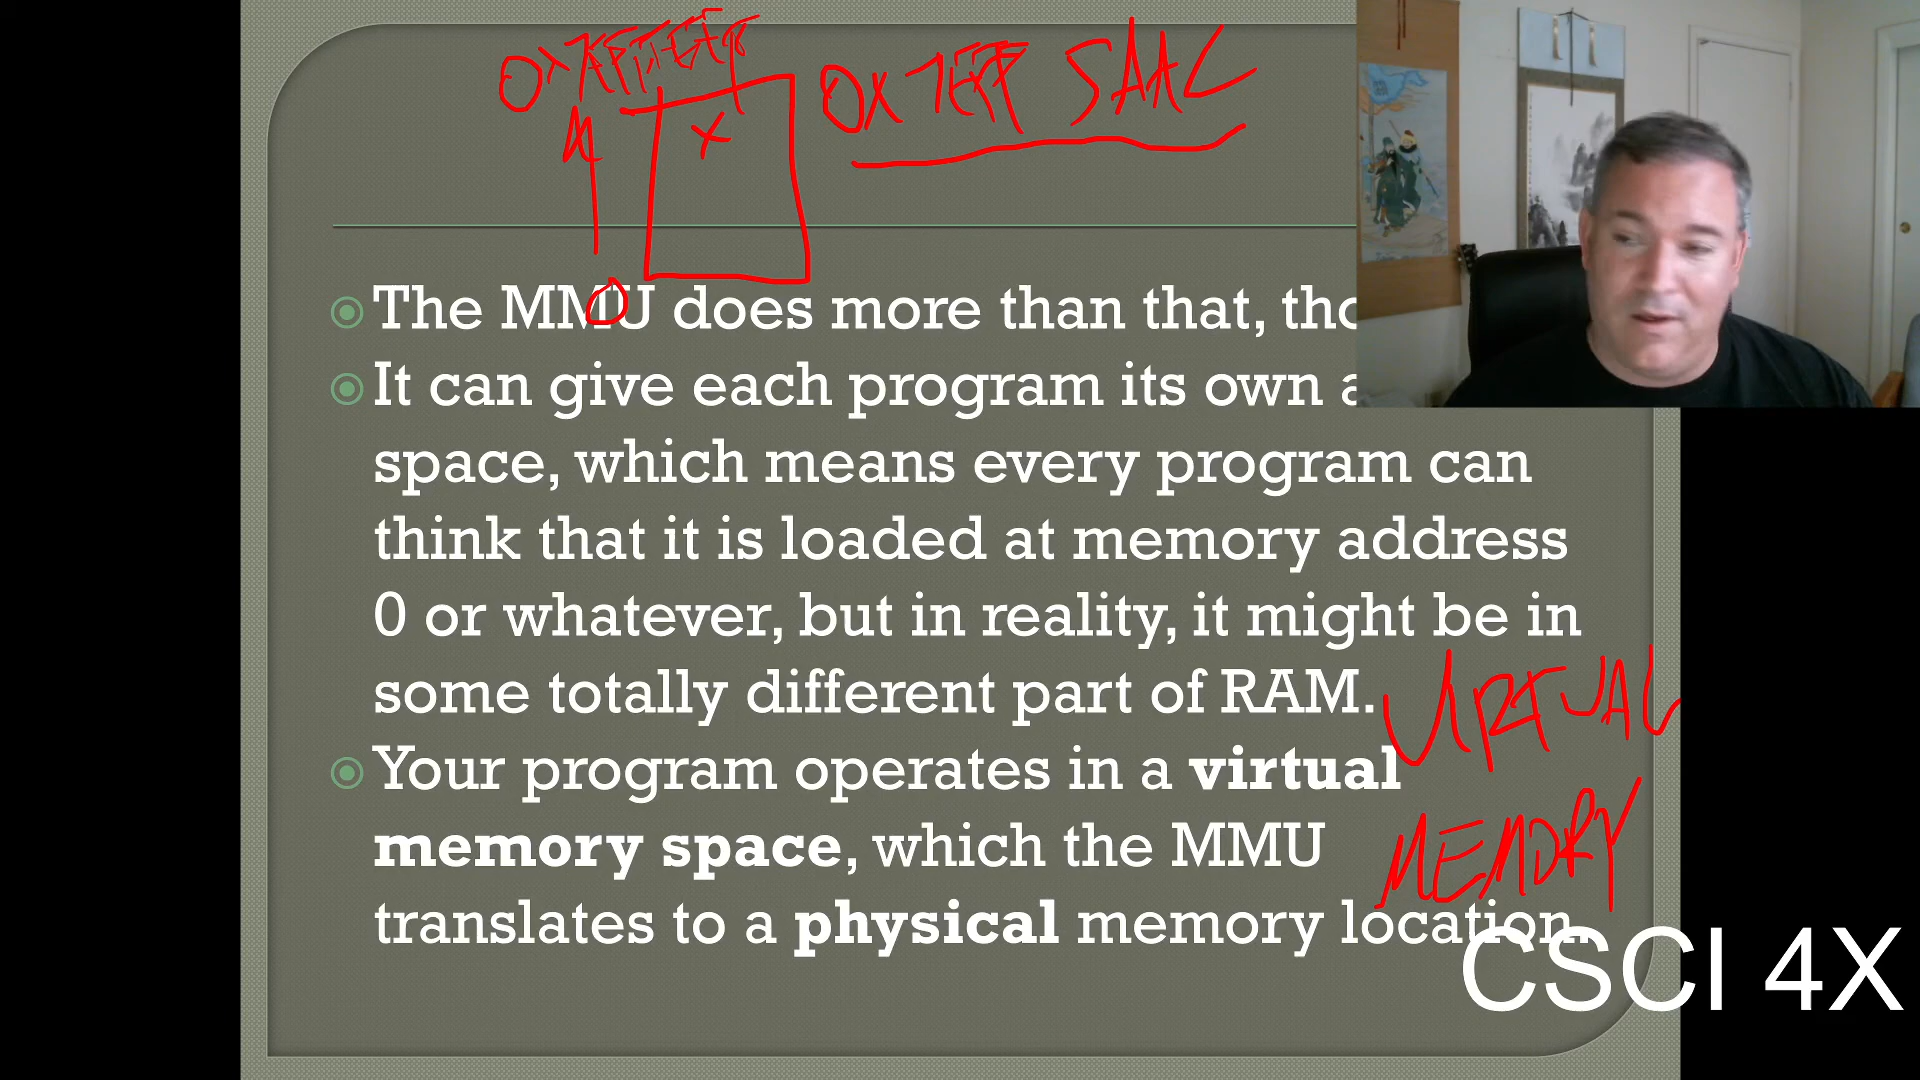 0X7EFF5AAC
X
0
The MMU does more than that, tho
It can give each program its own a
space, which means every program can
think that it is loaded at memory address
0 or whatever, but in reality, it might be in
some totally different part of RAM.
VIRTUAL
Your program operates in a virtual
memory space, which the MMU
MEMORY
translates to a physical memory location.
CSCI 4X